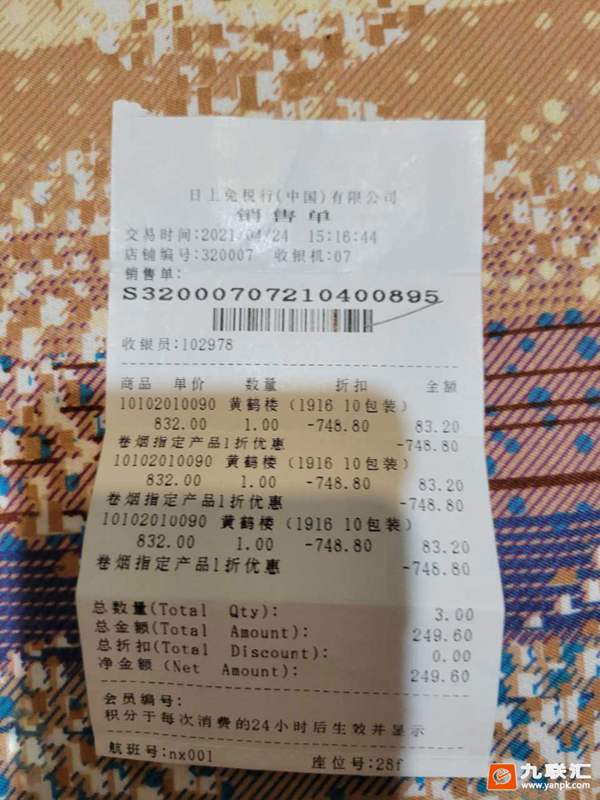 日上免税行(中国)有限公司
销售单
交易时间:2021/04/24 15:16:44
店铺编号:320007 收银机:07
销售单:
S32000707210400895
收银员:102978
商品 单价 数量 折扣 金额
10102010090 黄鹤楼（1916 10包装）
832.00 1.00 -748.80 83.20
卷烟指定产品1折优惠 -748.80
10102010090 黄鹤楼（1916 10包装）
832.00 1.00 -748.80 83.20
卷烟指定产品1折优惠 -748.80
10102010090 黄鹤楼（1916 10包装）
832.00 1.00 -748.80 83.20
卷烟指定产品1折优惠 -748.80
总数量(Total Qty): 3.00
总金额(Total Amount): 249.60
总折扣(Total Discount): 0.00
净金额 (Net Amount): 249.60
会员编号:
积分于每次消费的24小时后生效并显示
航班号:nx001 座位号:28f
九联汇
www.yanpk.com